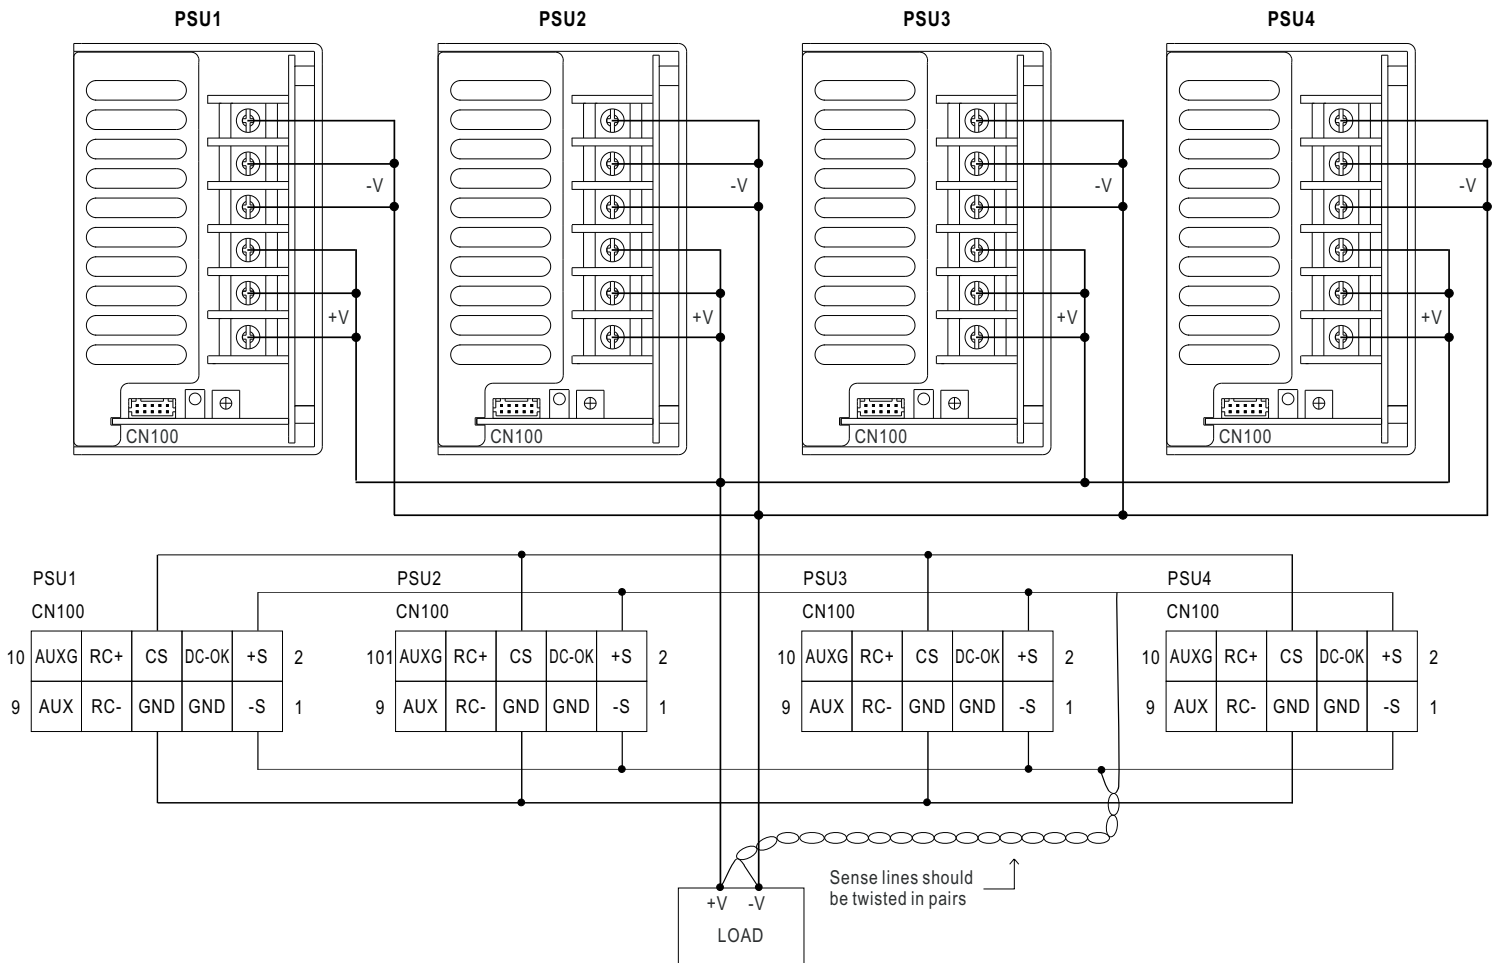 PSU1 PSU2 PSU3 PSU4
-V -V -V -V
+V +V +V +V
CN100 CN100 CN100 CN100
PSU1 PSU2 PSU3 PSU4
CN100 CN100 CN100 CN100
10 AUXG RC+ CS DC-OK +S 2 101 AUXG RC+ CS DC-OK +S 2 10 AUXG RC+ CS DC-OK +S 2 10 AUXG RC+ CS DC-OK +S 2
9 AUX RC- GND GND -S 1 9 AUX RC- GND GND -S 1 9 AUX RC- GND GND -S 1 9 AUX RC- GND GND -S 1
Sense lines should
be twisted in pairs
+V -V
LOAD